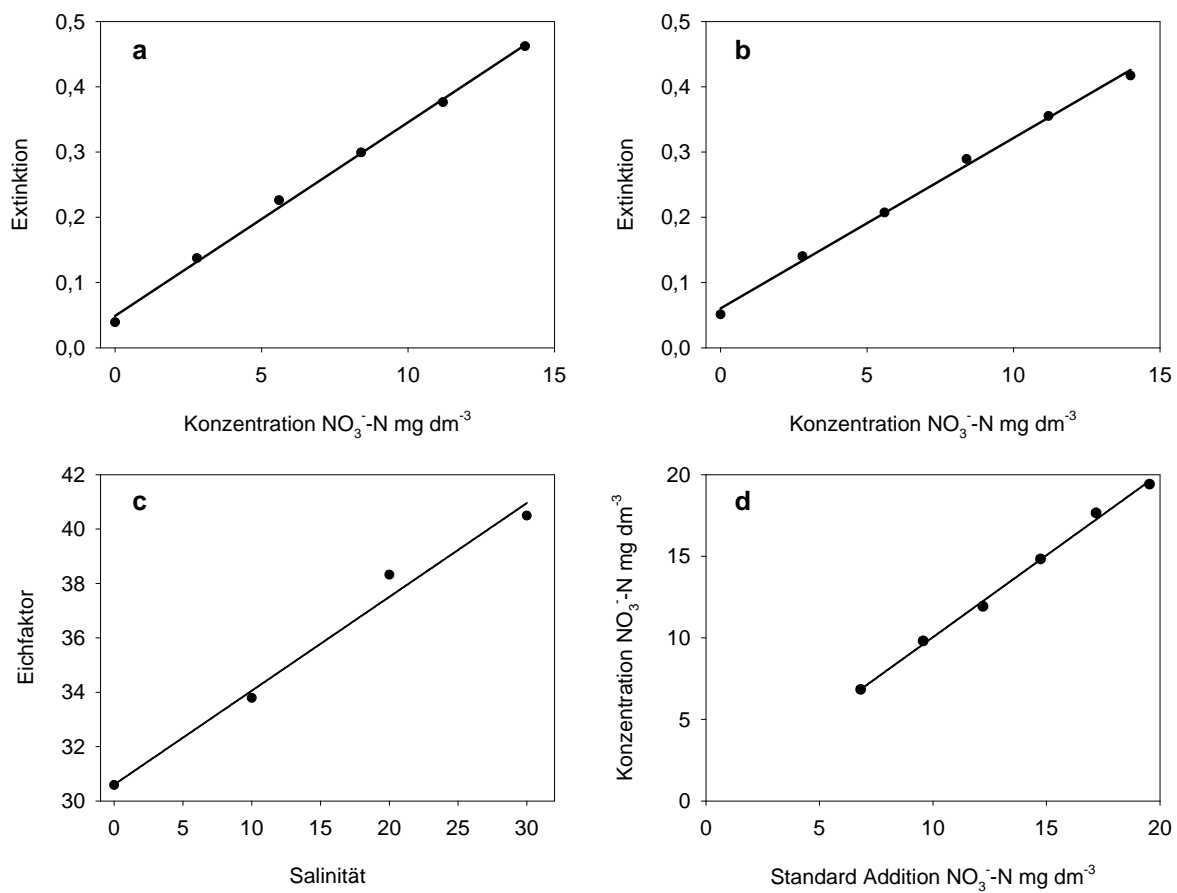 a
0,5
0,4
0,3
0,2
0,1
0,0
Extinktion
0 5 10 15
Konzentration NO₃⁻-N mg dm⁻³
b
0,5
0,4
0,3
0,2
0,1
0,0
Extinktion
0 5 10 15
Konzentration NO₃⁻-N mg dm⁻³
c
42
40
38
36
34
32
30
Eichfaktor
0 5 10 15 20 25 30
Salinität
d
20
15
10
5
0
Konzentration NO₃⁻-N mg dm⁻³
0 5 10 15 20
Standard Addition NO₃⁻-N mg dm⁻³